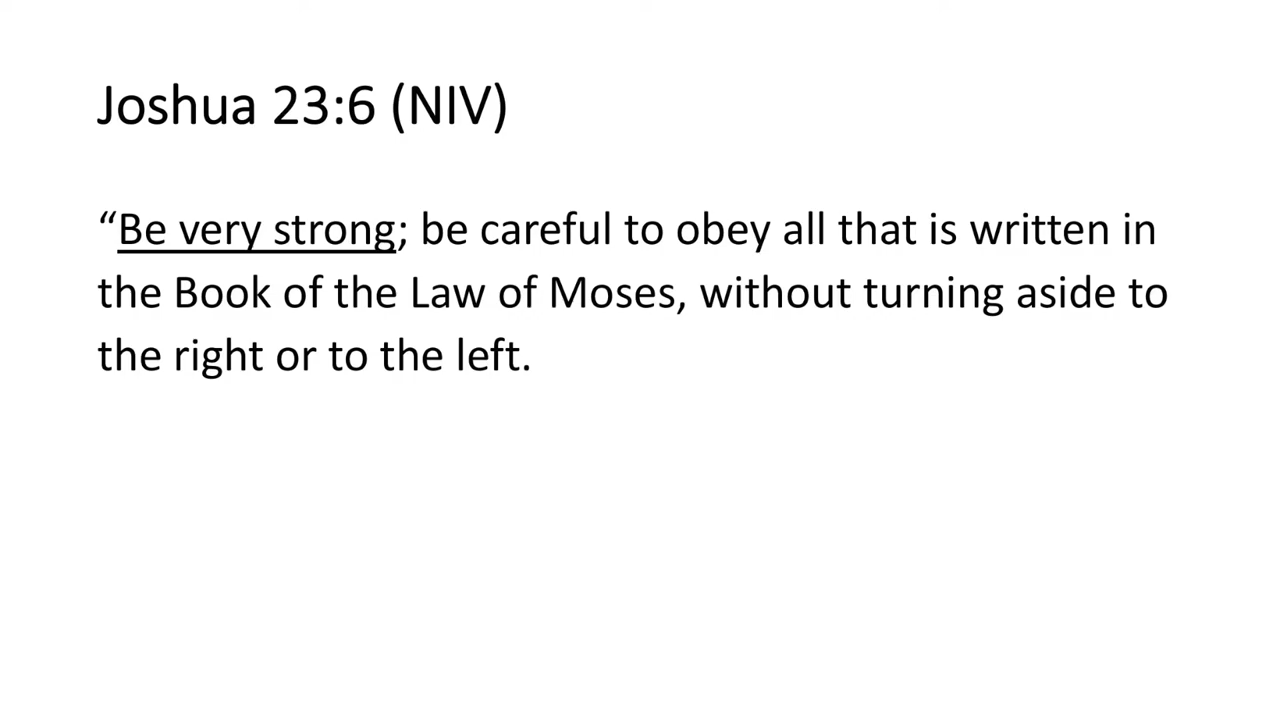 Joshua 23:6 (NIV)
“Be very strong; be careful to obey all that is written in
the Book of the Law of Moses, without turning aside to
the right or to the left.